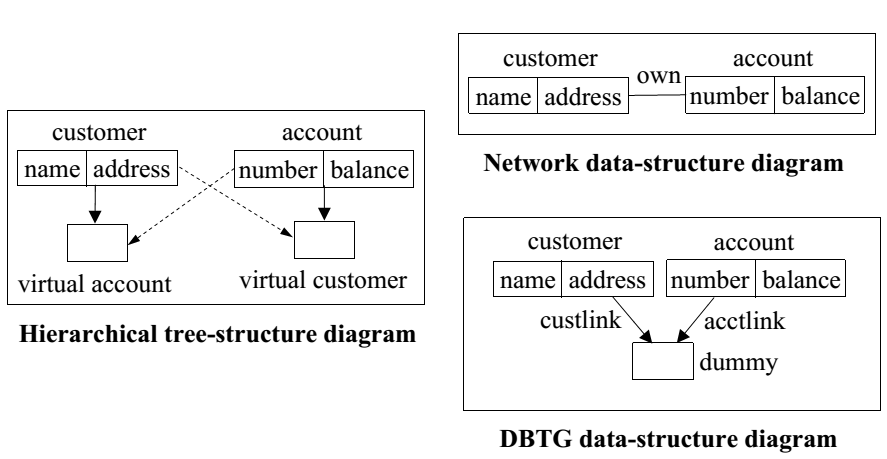 customer account
name address number balance
virtual account virtual customer
Hierarchical tree-structure diagram
customer account
own
name address number balance
Network data-structure diagram
customer account
name address number balance
custlink acctlink
dummy
DBTG data-structure diagram